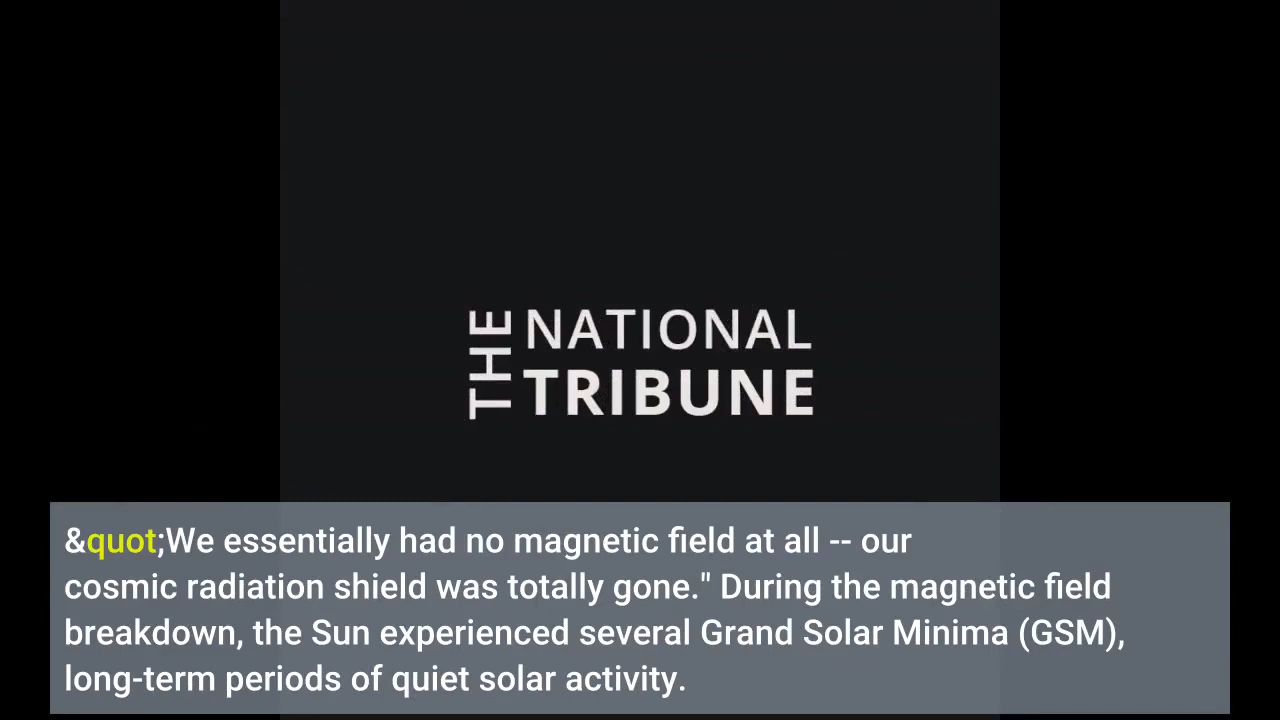 THE NATIONAL
TRIBUNE
&quot;We essentially had no magnetic field at all -- our
cosmic radiation shield was totally gone." During the magnetic field
breakdown, the Sun experienced several Grand Solar Minima (GSM),
long-term periods of quiet solar activity.